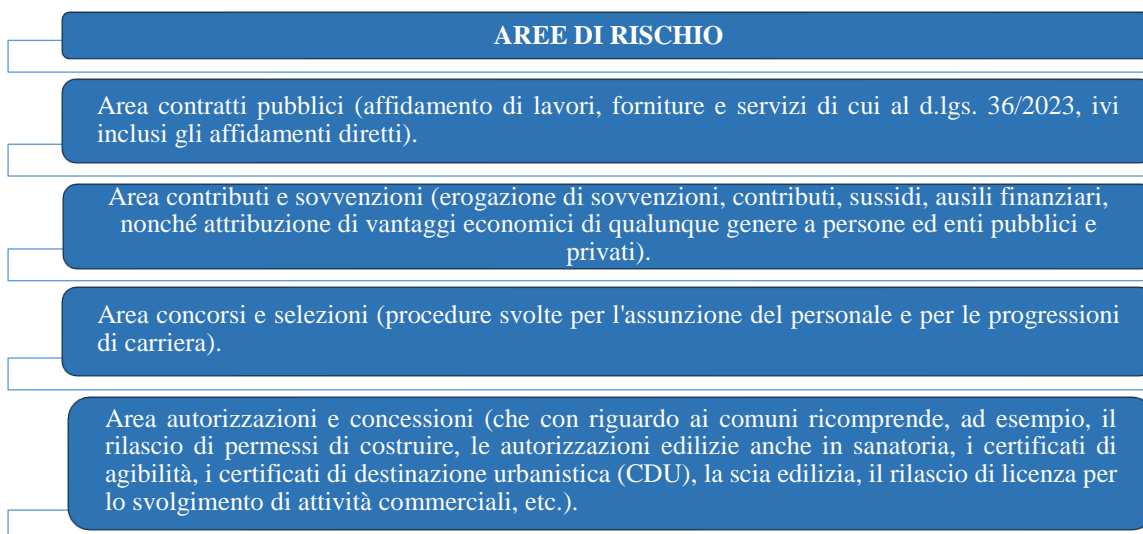 AREE DI RISCHIO
Area contratti pubblici (affidamento di lavori, forniture e servizi di cui al d.lgs. 36/2023, ivi
inclusi gli affidamenti diretti).
Area contributi e sovvenzioni (erogazione di sovvenzioni, contributi, sussidi, ausili finanziari,
nonché attribuzione di vantaggi economici di qualunque genere a persone ed enti pubblici e
privati).
Area concorsi e selezioni (procedure svolte per l'assunzione del personale e per le progressioni
di carriera).
Area autorizzazioni e concessioni (che con riguardo ai comuni ricomprende, ad esempio, il
rilascio di permessi di costruire, le autorizzazioni edilizie anche in sanatoria, i certificati di
agibilità, i certificati di destinazione urbanistica (CDU), la scia edilizia, il rilascio di licenza per
lo svolgimento di attività commerciali, etc.).